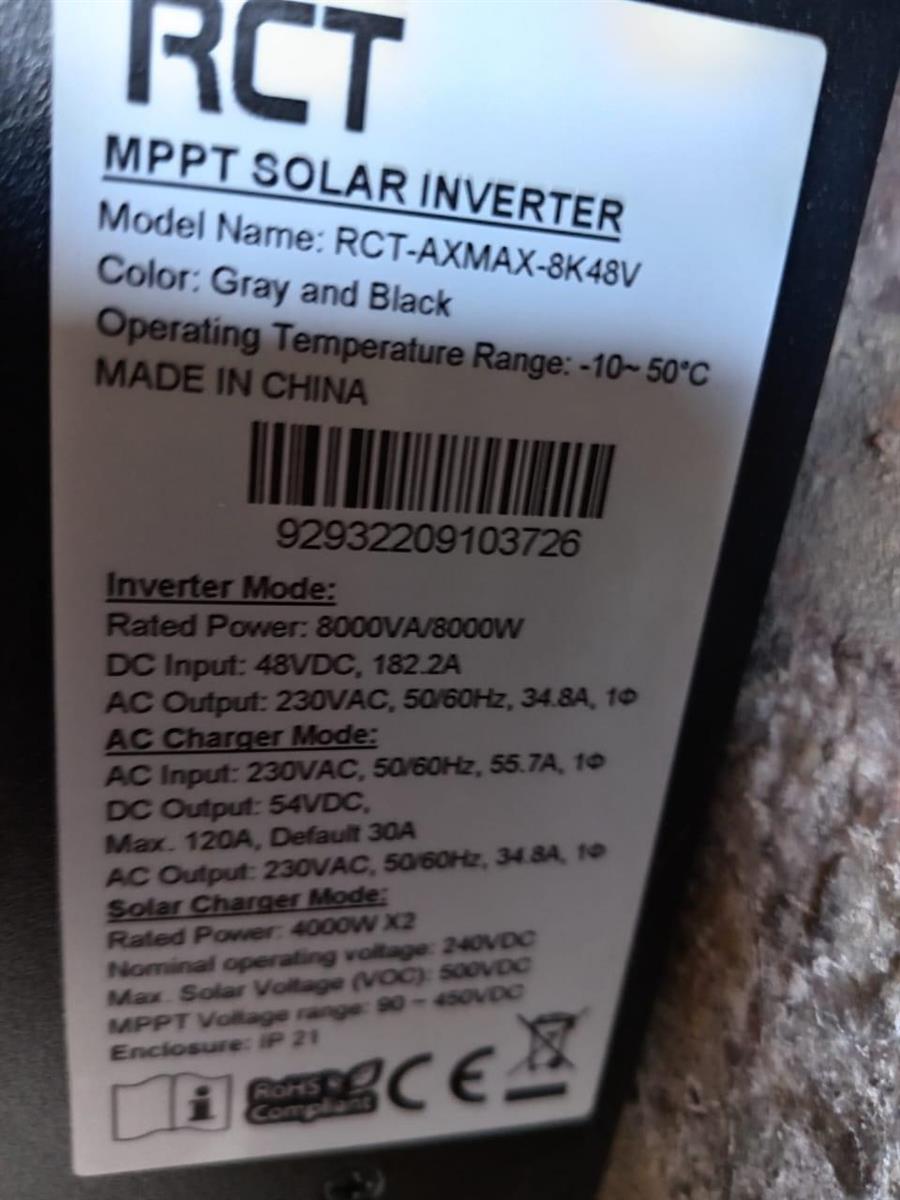 RCT
MPPT SOLAR INVERTER
Model Name: RCT-AXMAX-8K48V
Color: Gray and Black
Operating Temperature Range: -10~ 50°C
MADE IN CHINA
92932209103726
Inverter Mode:
Rated Power: 8000VA/8000W
DC Input: 48VDC, 182.2A
AC Output: 230VAC, 50/60Hz, 34.8A, 1Φ
AC Charger Mode:
AC Input: 230VAC, 50/60Hz, 55.7A, 1Φ
DC Output: 54VDC,
Max. 120A, Default 30A
AC Output: 230VAC, 50/60Hz, 34.8A, 1Φ
Solar Charger Mode:
Rated Power: 4000W X2
Nominal operating voltage: 240VDC
Max. Solar Voltage (VOC): 500VDC
MPPT Voltage range: 90 ~ 450VDC
Enclosure: IP 21
i RoHS CE
Compliant